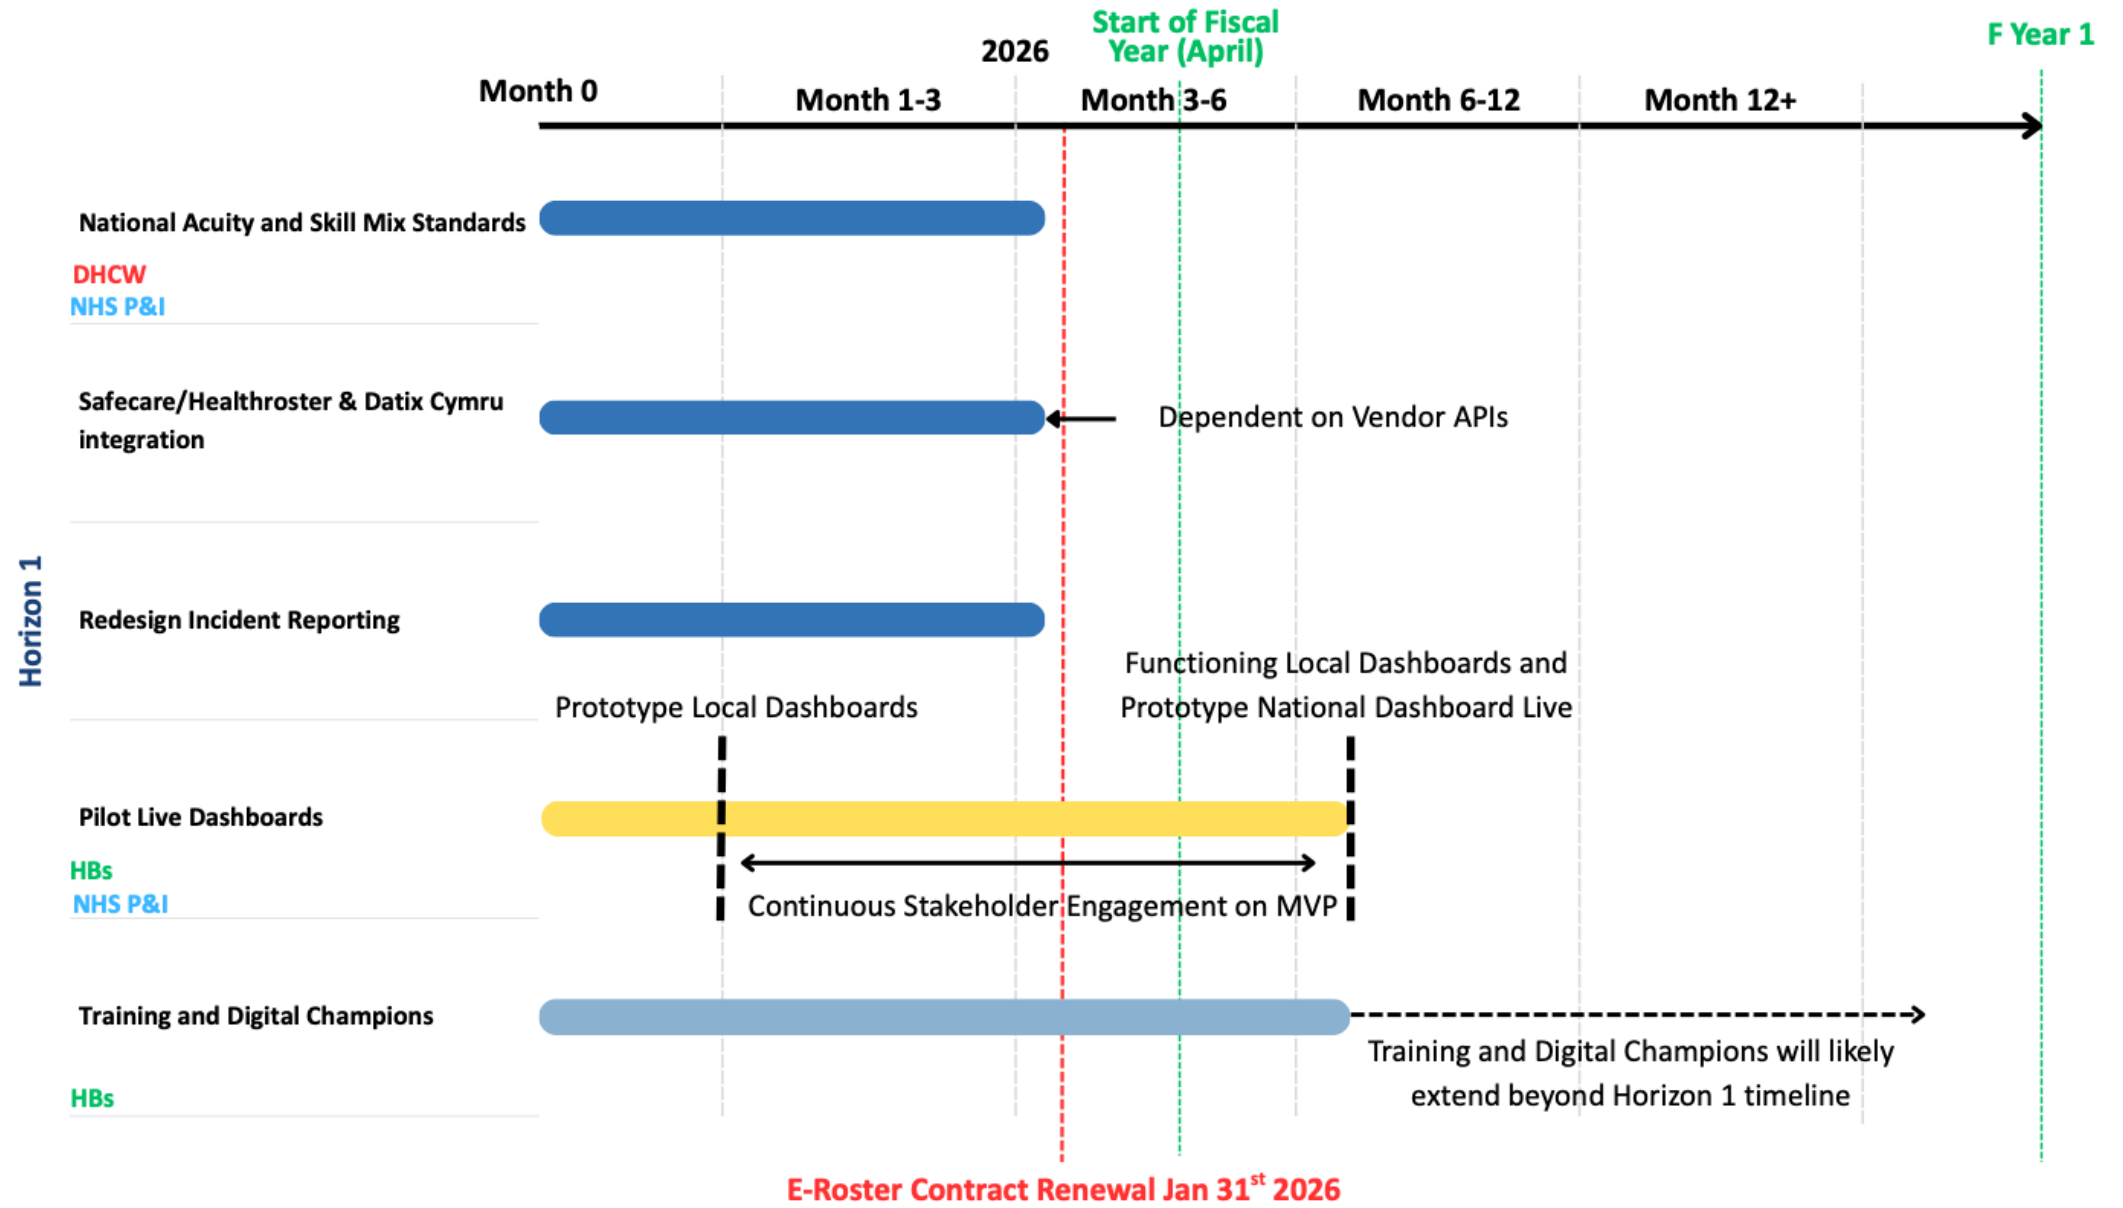 Start of Fiscal
Year (April)
F Year 1
2026
Month 0
Month 1-3
Month 3-6
Month 6-12
Month 12+
Horizon 1
National Acuity and Skill Mix Standards
DHCW
NHS P&I
Safecare/Healthroster & Datix Cymru
integration
Dependent on Vendor APIs
Redesign Incident Reporting
Functioning Local Dashboards and
Prototype National Dashboard Live
Prototype Local Dashboards
Pilot Live Dashboards
HBs
NHS P&I
Continuous Stakeholder Engagement on MVP
Training and Digital Champions
HBs
Training and Digital Champions will likely
extend beyond Horizon 1 timeline
E-Roster Contract Renewal Jan 31st 2026